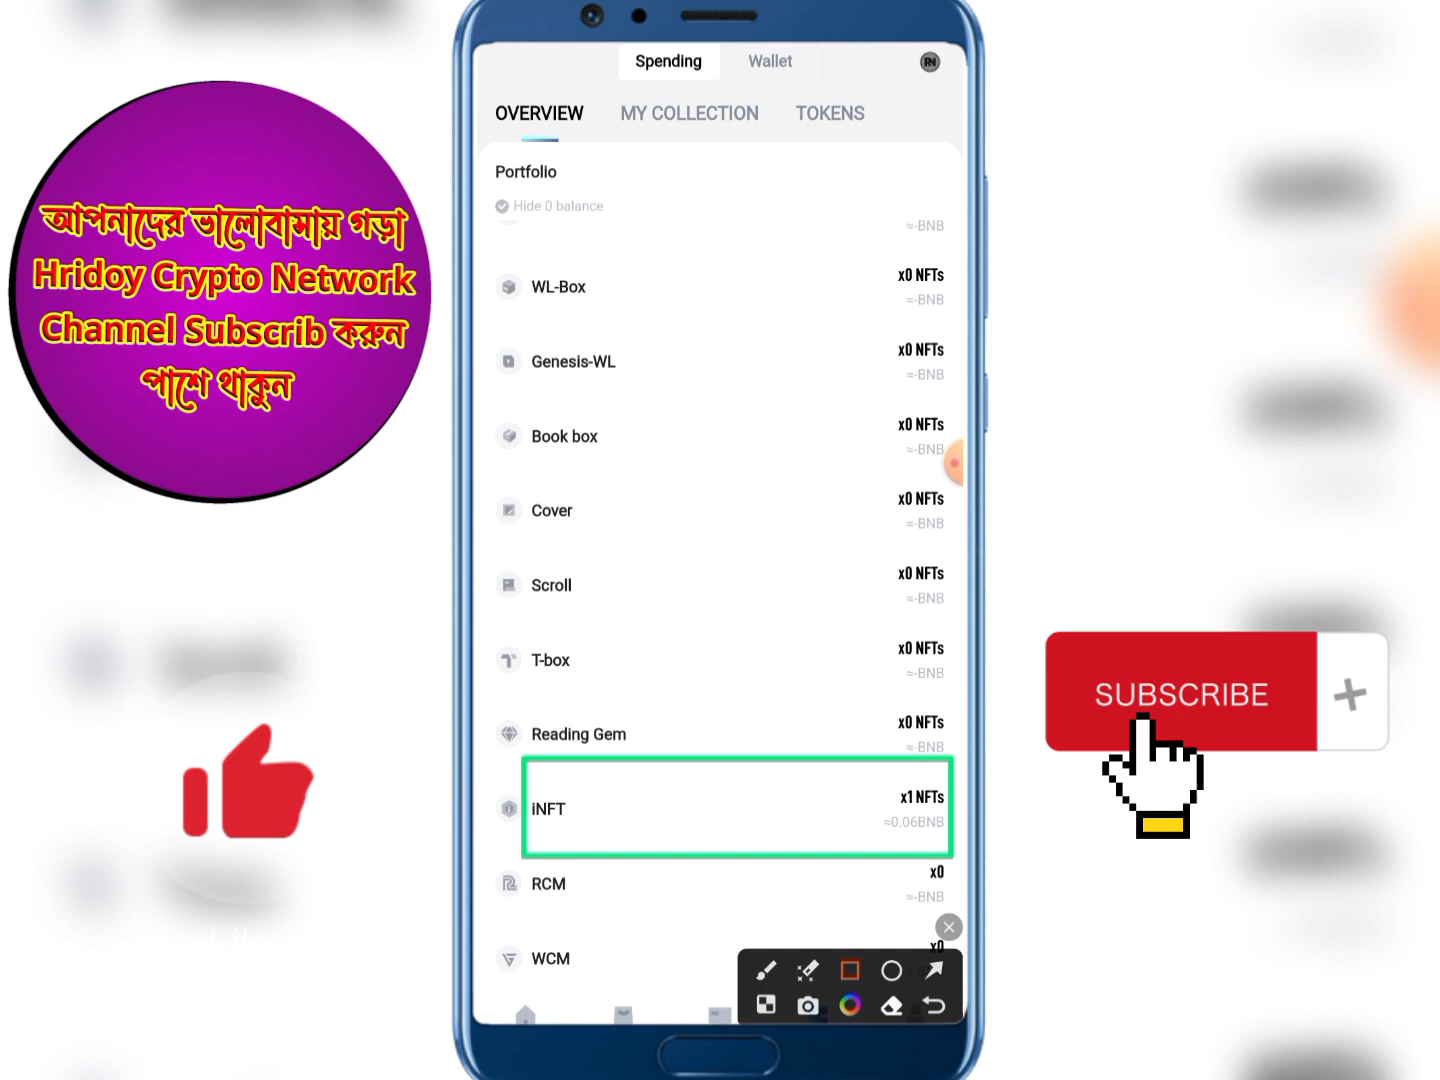 আপনাদের ভালোবাসায় গড়া
Hridoy Crypto Network
Channel Subscrib করুন
পাশে থাকুন
Spending
Wallet
OVERVIEW
MY COLLECTION
TOKENS
Portfolio
Hide 0 balance
≈-BNB
WL-Box
x0 NFTs
≈-BNB
Genesis-WL
x0 NFTs
≈-BNB
Book box
x0 NFTs
≈-BNB
Cover
x0 NFTs
≈-BNB
Scroll
x0 NFTs
≈-BNB
T-box
x0 NFTs
≈-BNB
Reading Gem
x0 NFTs
≈-BNB
iNFT
x1 NFTs
≈0.06BNB
RCM
x0
≈-BNB
WCM
x0
SUBSCRIBE